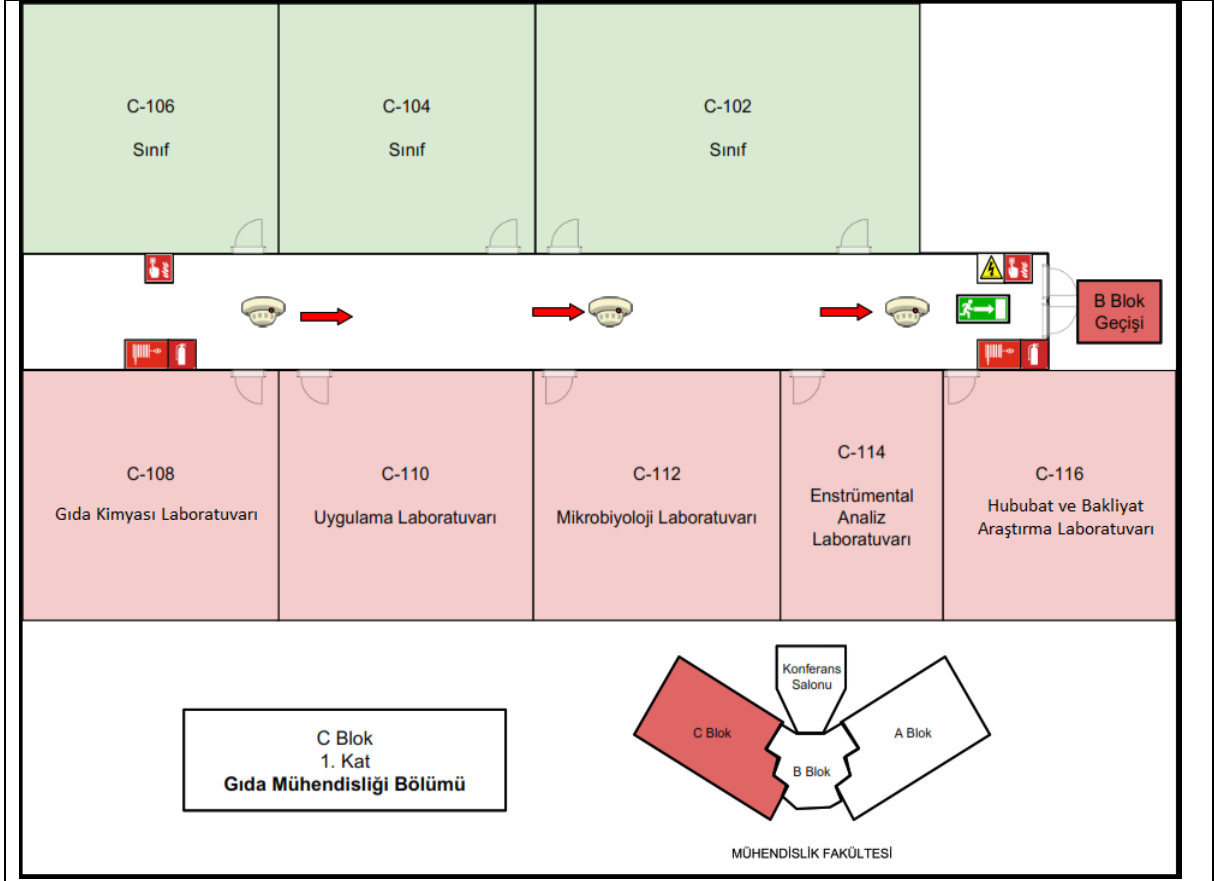 C-106
Sınıf
C-104
Sınıf
C-102
Sınıf
B Blok
Geçişi
C-108
Gıda Kimyası Laboratuvarı
C-110
Uygulama Laboratuvarı
C-112
Mikrobiyoloji Laboratuvarı
C-114
Enstrümental
Analiz
Laboratuvarı
C-116
Hububat ve Bakliyat
Araştırma Laboratuvarı
C Blok
1. Kat
Gıda Mühendisliği Bölümü
Konferans
Salonu
C Blok
B Blok
A Blok
MÜHENDİSLİK FAKÜLTESİ